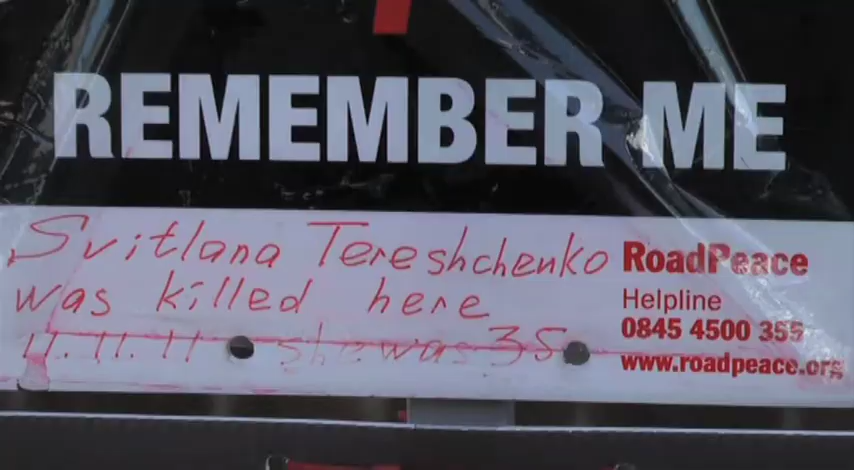 REMEMBER ME
Svitlana Tereshchenko
was killed here
11.11.11 she was 35
RoadPeace
Helpline
0845 4500 355
www.roadpeace.org